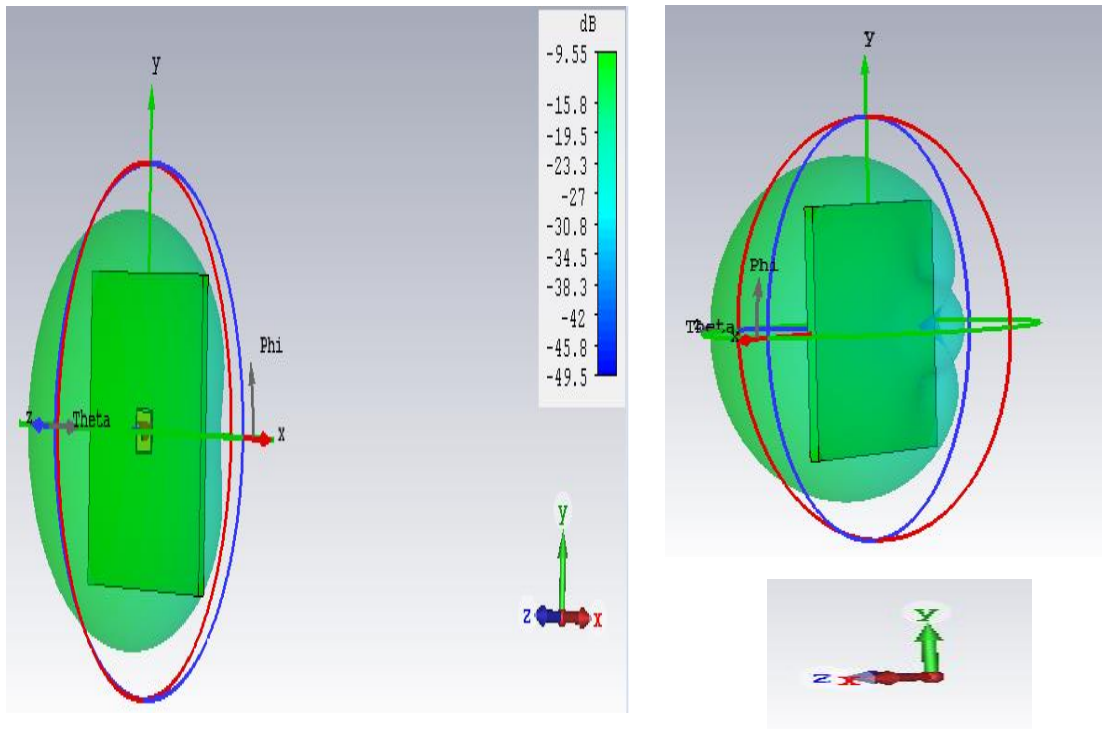 y
dB
-9.55
-15.8
-19.5
-23.3
-27
-30.8
-34.5
-38.3
-42
-45.8
-49.5
Phi
z
Theta
x
y
z
x
y
Phi
Theta
x
y
z
x